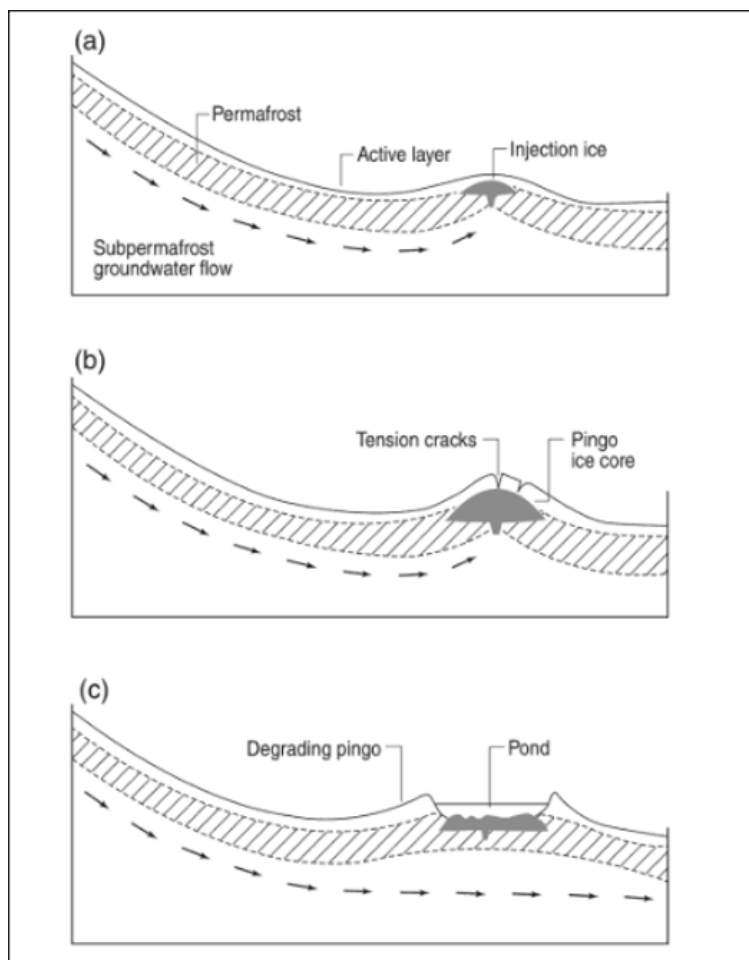 (a)
Permafrost
Active layer
Injection ice
Subpermafrost
groundwater flow
(b)
Tension cracks
Pingo
ice core
(c)
Degrading pingo
Pond